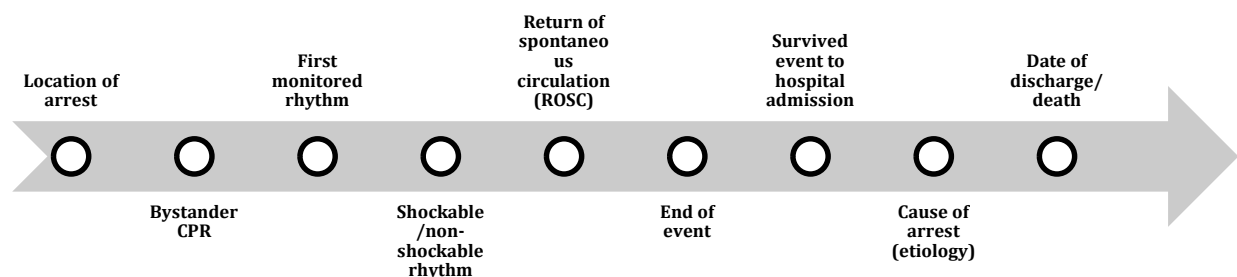 Location of
arrest
Bystander
CPR
First
monitored
rhythm
Shockable
/non-
shockable
rhythm
Return of
spontaneo
us
circulation
(ROSC)
End of
event
Survived
event to
hospital
admission
Cause of
arrest
(etiology)
Date of
discharge/
death